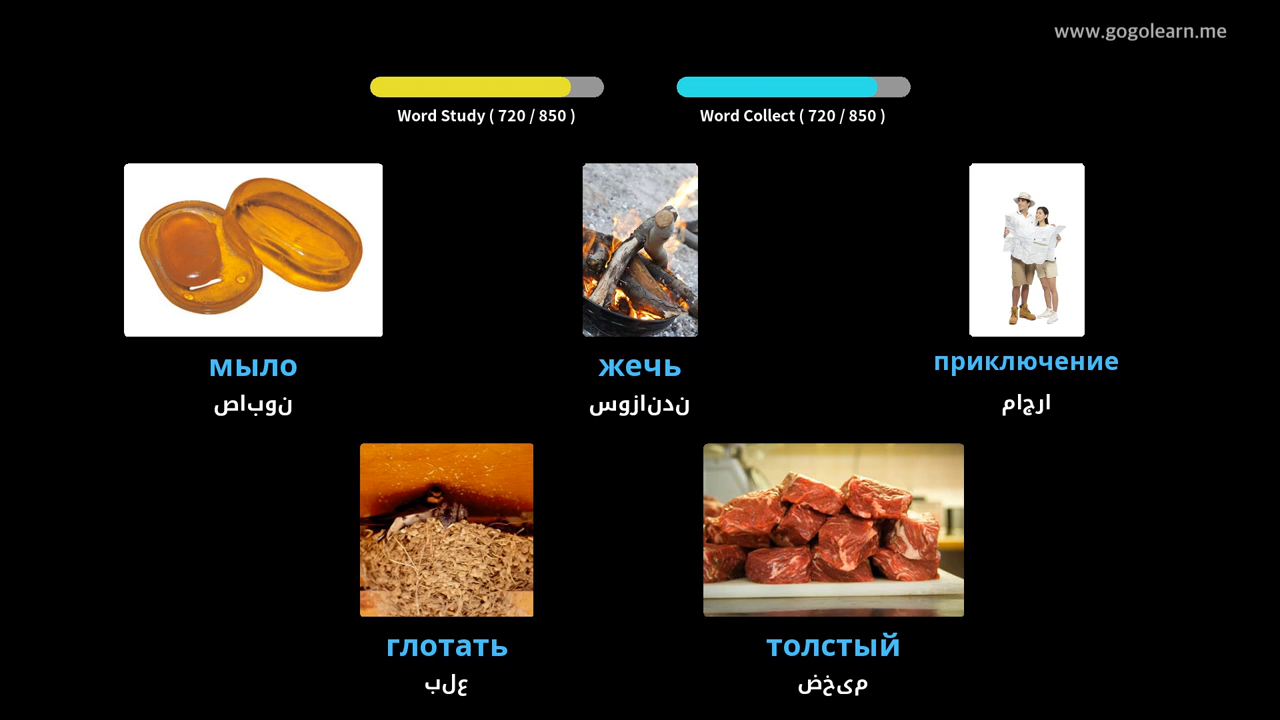 www.gogolearn.me
Word Study ( 720 / 850 )
Word Collect ( 720 / 850 )
мыло
жечь
приключение
نوباص
ندنازوس
ارجام
глотать
толстый
علب
میخض